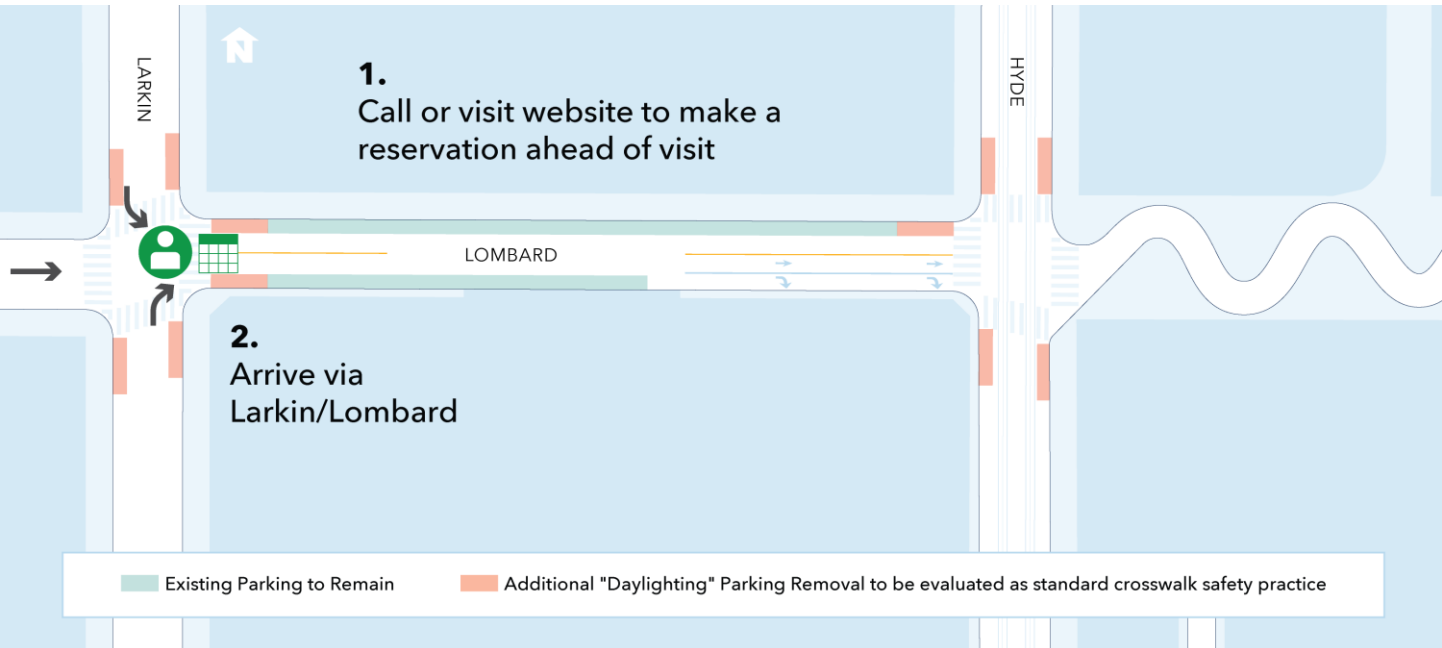 N
LARKIN
1.
Call or visit website to make a
reservation ahead of visit
HYDE
LOMBARD
2.
Arrive via
Larkin/Lombard
Existing Parking to Remain
Additional "Daylighting" Parking Removal to be evaluated as standard crosswalk safety practice